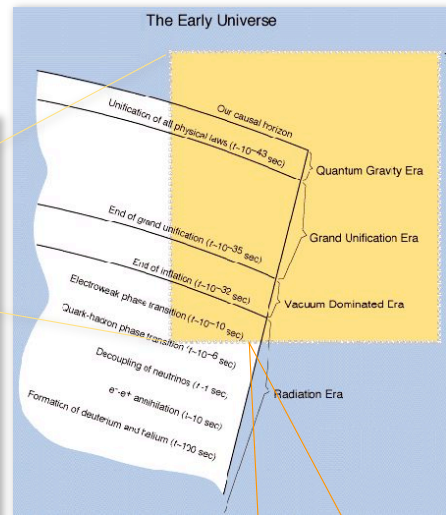 The Early Universe
Our causal horizon
Unification of all physical laws (t~10−43 sec)
Quantum Gravity Era
Grand Unification Era
End of grand unification (t~10−35 sec)
End of inflation (t~10−32 sec)
Vacuum Dominated Era
Electroweak phase transition (t~10−10 sec)
Quark-hadron phase transition (t~10−6 sec)
Decoupling of neutrinos (t~1 sec)
Radiation Era
e−-e+ annihilation (t~10 sec)
Formation of deuterium and helium (t~100 sec)